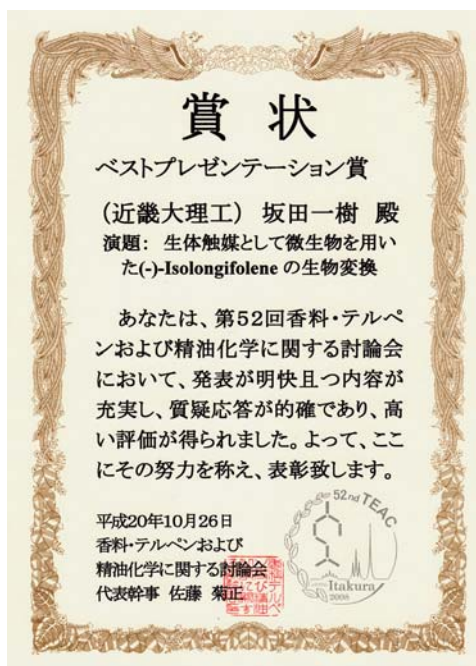 賞 状
ベストプレゼンテーション賞
(近畿大理工) 坂田一樹 殿
演題: 生体触媒として微生物を用い
た(-)-Isolongifolene の生物変換
あなたは、第52回香料・テルペ
ンおよび精油化学に関する討論会
において、発表が明快且つ内容が
充実し、質疑応答が的確であり、高
い評価が得られました。よって、ここ
にその努力を称え、表彰致します。
平成20年10月26日
香料・テルペンおよび
精油化学に関する討論会
代表幹事 佐藤 菊正
52nd TEAC
Itakura
2008